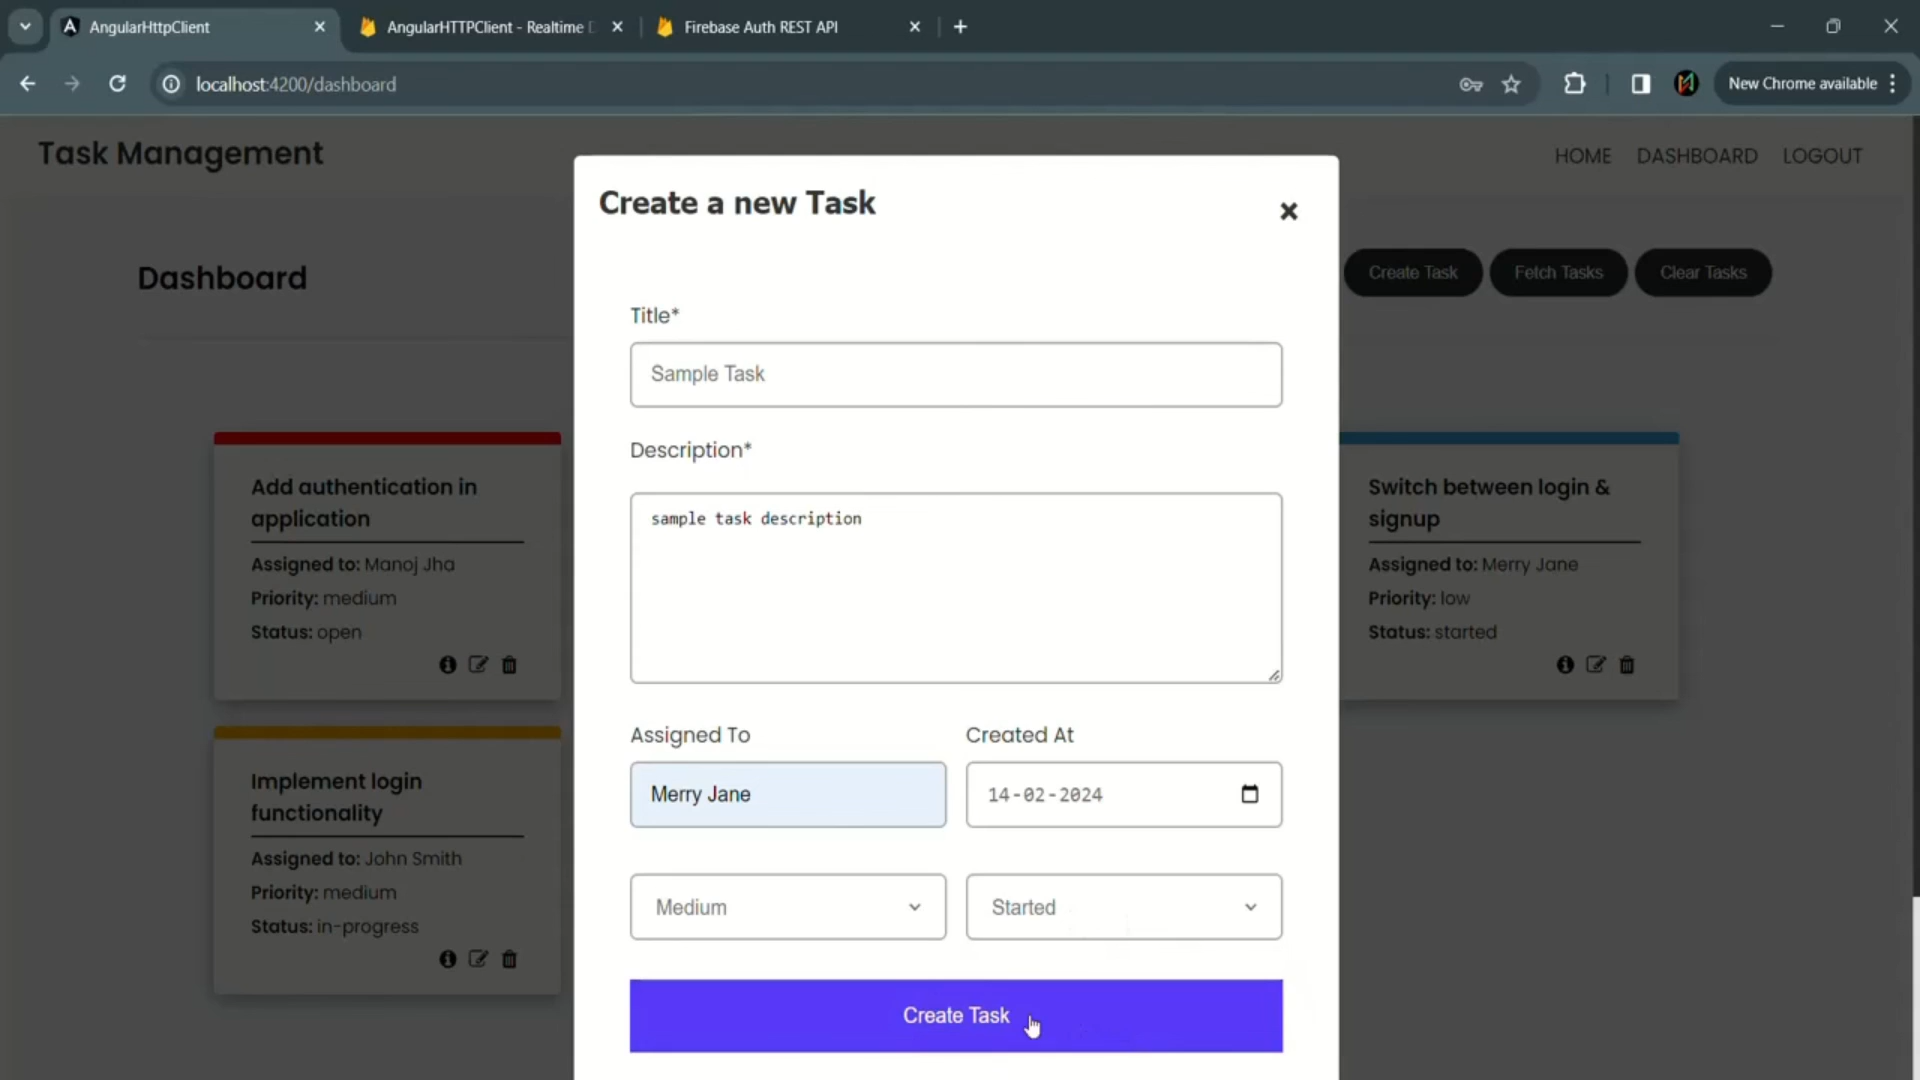 AngularHttpClient
AngularHTTPClient - Realtime D
Firebase Auth REST API
localhost:4200/dashboard
New Chrome available
Task Management
HOME
DASHBOARD
LOGOUT
Create a new Task
Dashboard
Create Task
Fetch Tasks
Clear Tasks
Title*
Sample Task
Description*
sample task description
Add authentication in
application
Assigned to: Manoj Jha
Priority: medium
Status: open
Switch between login &
signup
Assigned to: Merry Jane
Priority: low
Status: started
Assigned To
Created At
Merry Jane
14-02-2024
Implement login
functionality
Assigned to: John Smith
Priority: medium
Status: in-progress
Medium
Started
Create Task